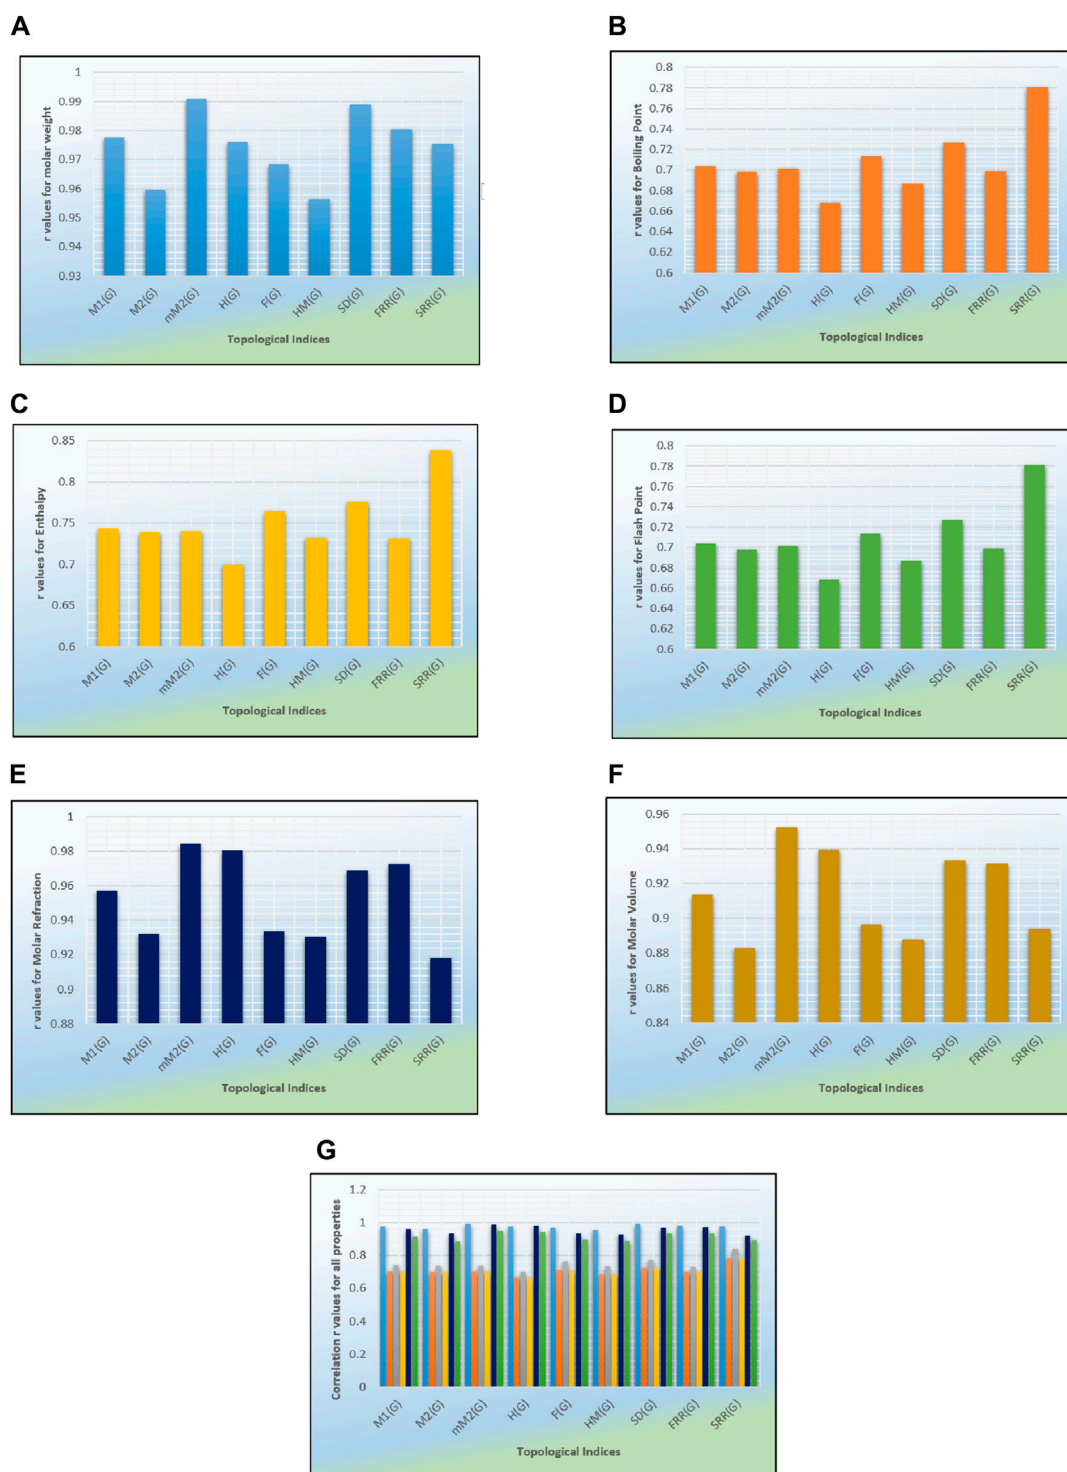 A
r values for molar weight
1
0.99
0.98
0.97
0.96
0.95
0.94
0.93
M1(G) M2(G) mM2(G) H(G) F(G) HM(G) SD(G) FRR(G) SRR(G)
Topological Indices
B
r values for Boiling Point
0.8
0.78
0.76
0.74
0.72
0.7
0.68
0.66
0.64
0.62
0.6
M1(G) M2(G) mM2(G) H(G) F(G) HM(G) SD(G) FRR(G) SRR(G)
Topological Indices
C
r values for Enthalpy
0.85
0.8
0.75
0.7
0.65
0.6
M1(G) M2(G) mM2(G) H(G) F(G) HM(G) SD(G) FRR(G) SRR(G)
Topological Indices
D
r values for Flash Point
0.8
0.78
0.76
0.74
0.72
0.7
0.68
0.66
0.64
0.62
0.6
M1(G) M2(G) mM2(G) H(G) F(G) HM(G) SD(G) FRR(G) SRR(G)
Topological Indices
E
r values for Molar Refraction
1
0.98
0.96
0.94
0.92
0.9
0.88
M1(G) M2(G) mM2(G) H(G) F(G) HM(G) SD(G) FRR(G) SRR(G)
Topological Indices
F
r values for Molar Volume
0.96
0.94
0.92
0.9
0.88
0.86
0.84
M1(G) M2(G) mM2(G) H(G) F(G) HM(G) SD(G) FRR(G) SRR(G)
Topological Indices
G
Correlation r values for all properties
1.2
1
0.8
0.6
0.4
0.2
0
M1(G) M2(G) mM2(G) H(G) F(G) HM(G) SD(G) FRR(G) SRR(G)
Topological Indices